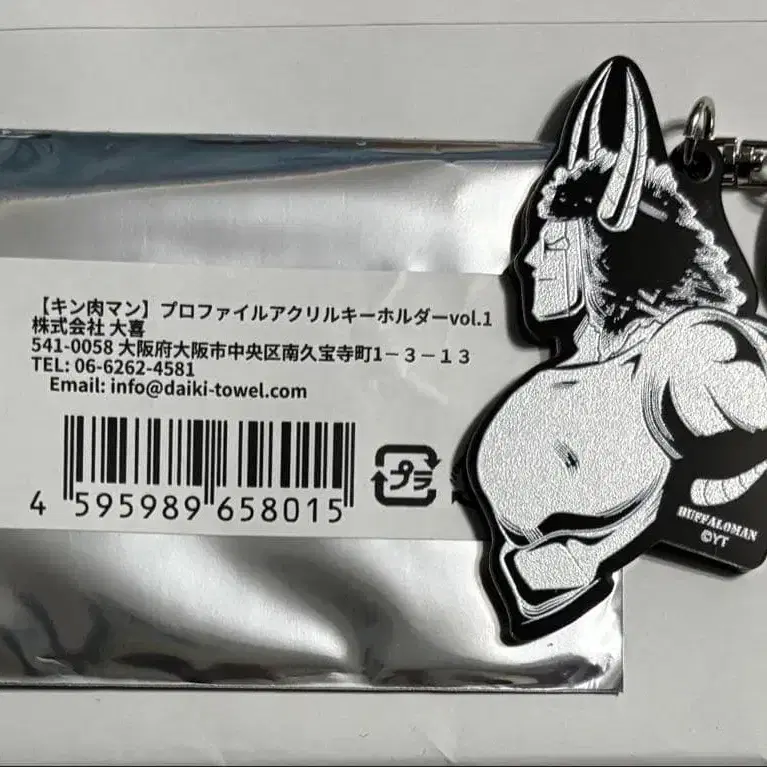 【キン肉マン】プロファイルアクリルキーホルダーvol.1
株式会社 大喜
541-0058 大阪府大阪市中央区南久宝寺町1－3－13
TEL: 06-6262-4581
Email: info@daiki-towel.com
プラ
4 595989 658015
BUFFALOMAN
©YT